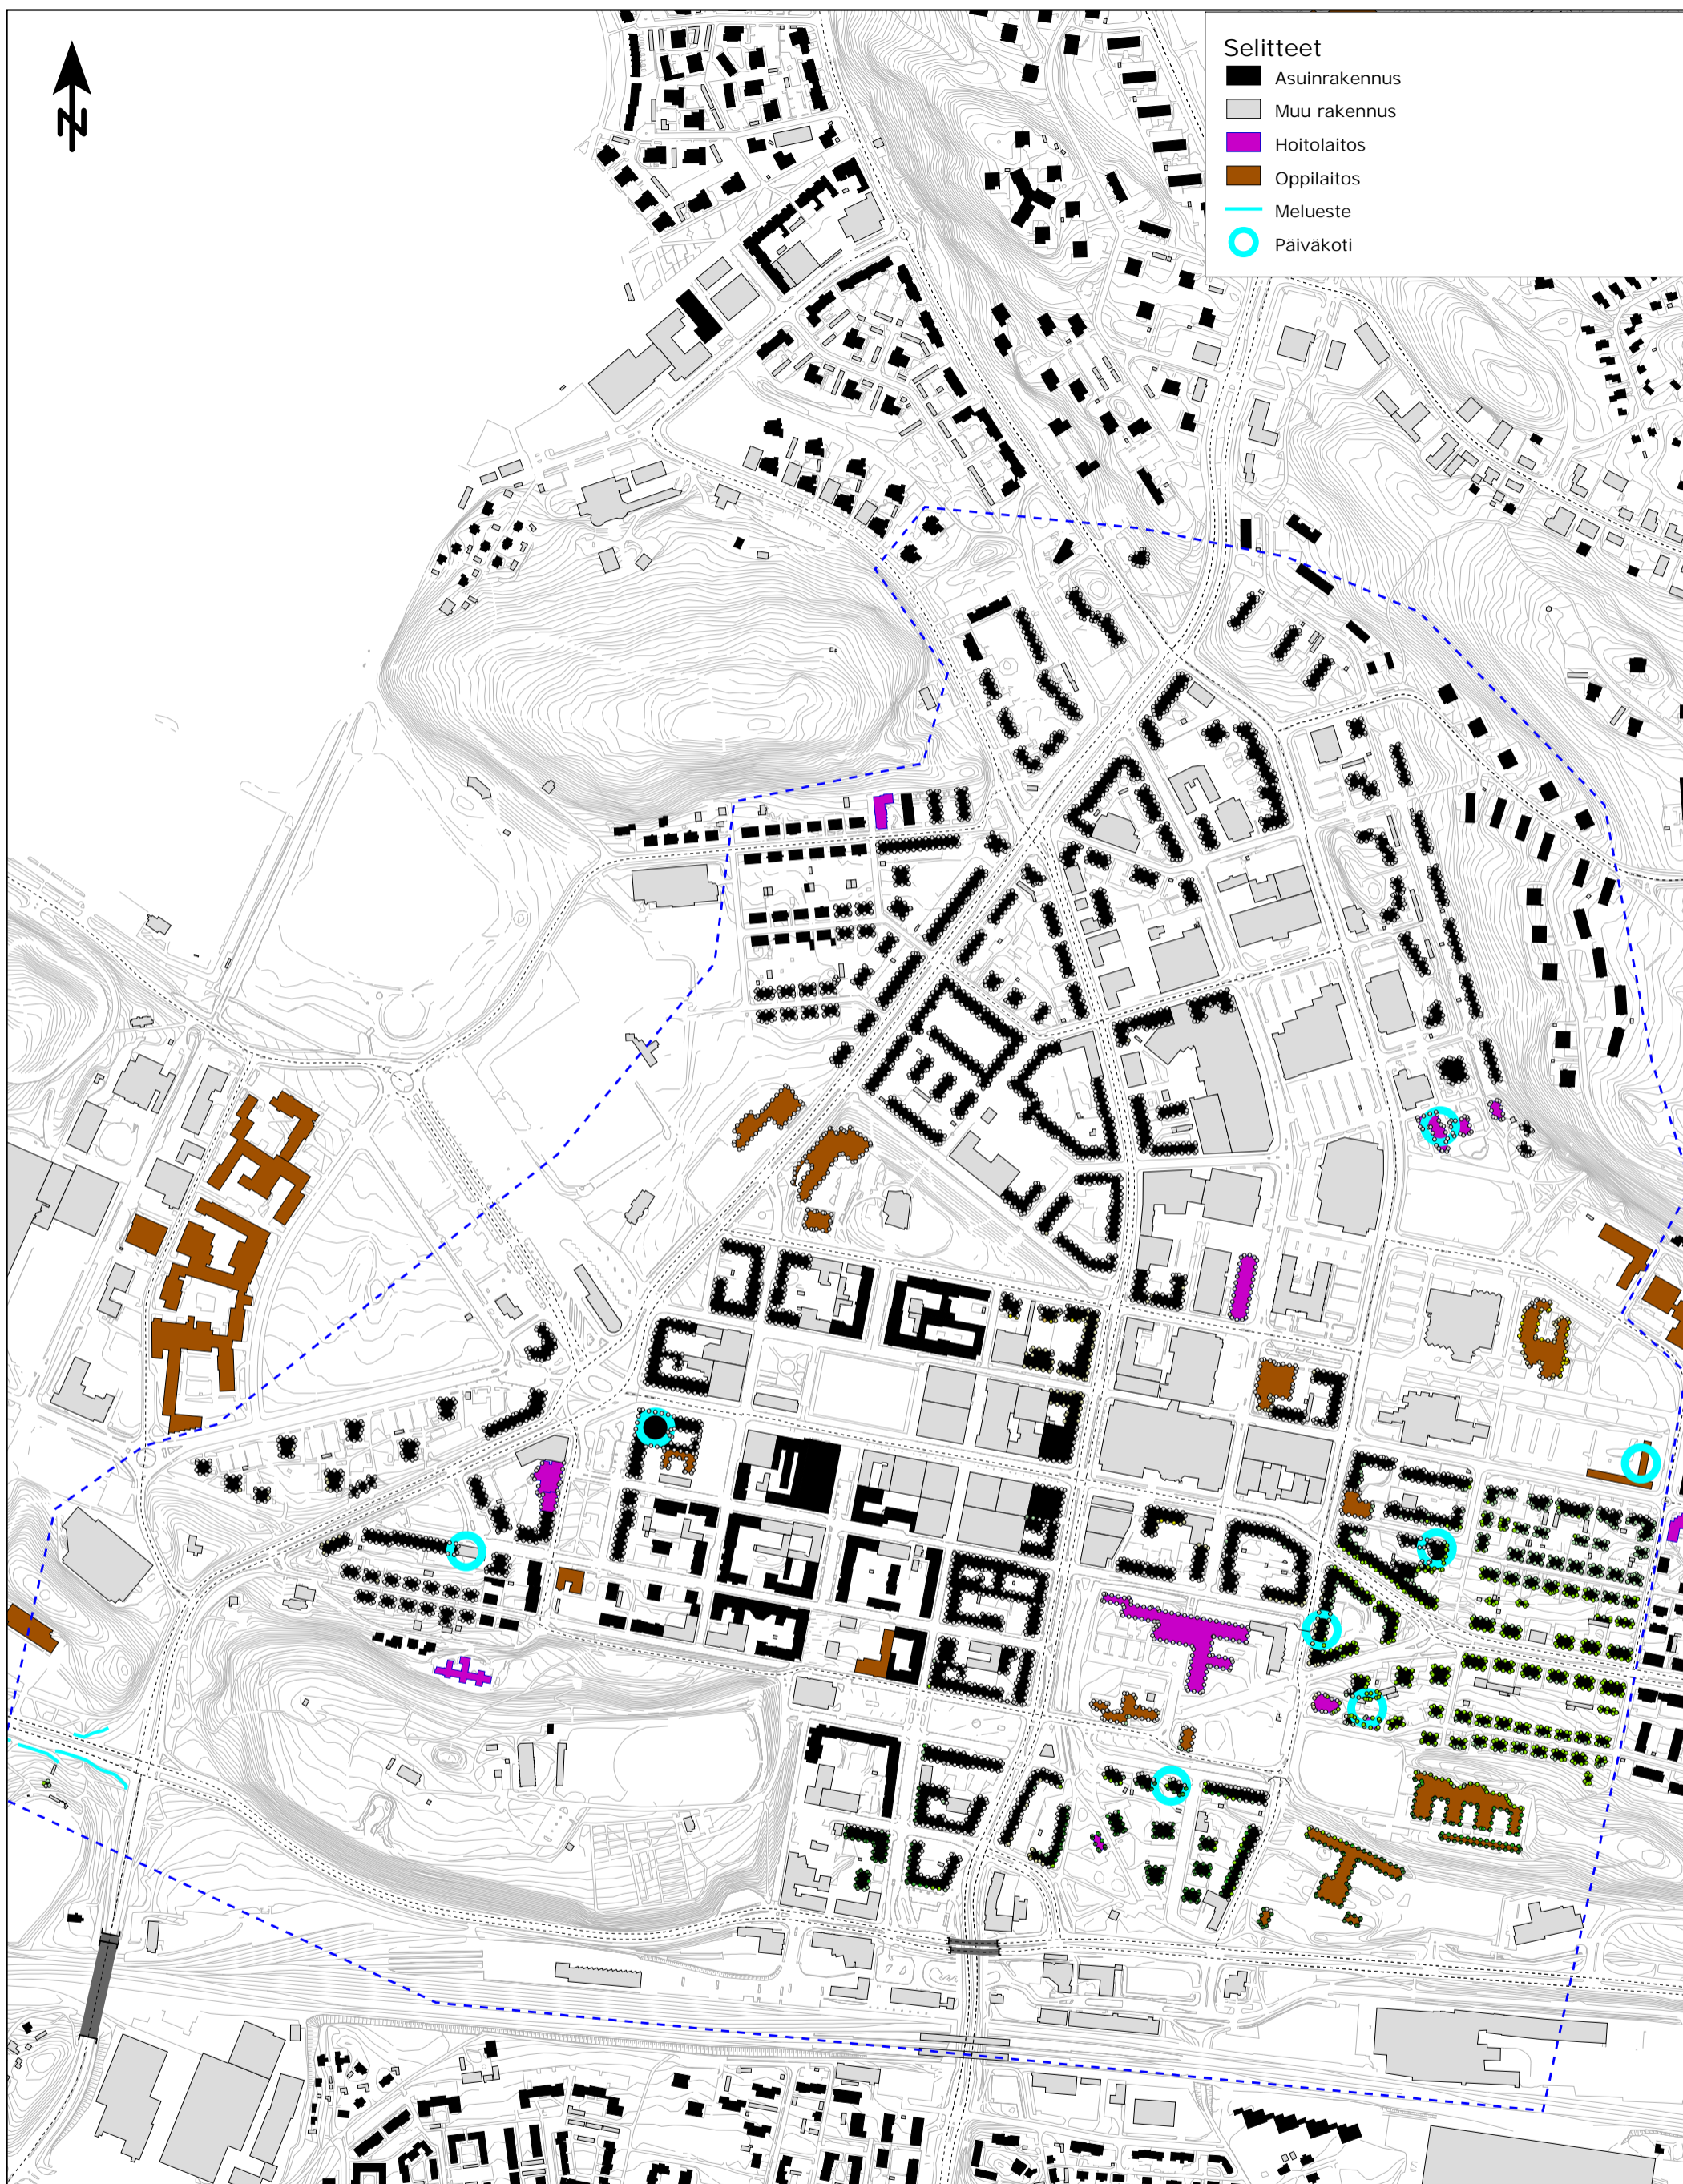 N
Selitteet
Asuinrakennus
Muu rakennus
Hoitolaitos
Oppilaitos
Melueste
Päiväkoti